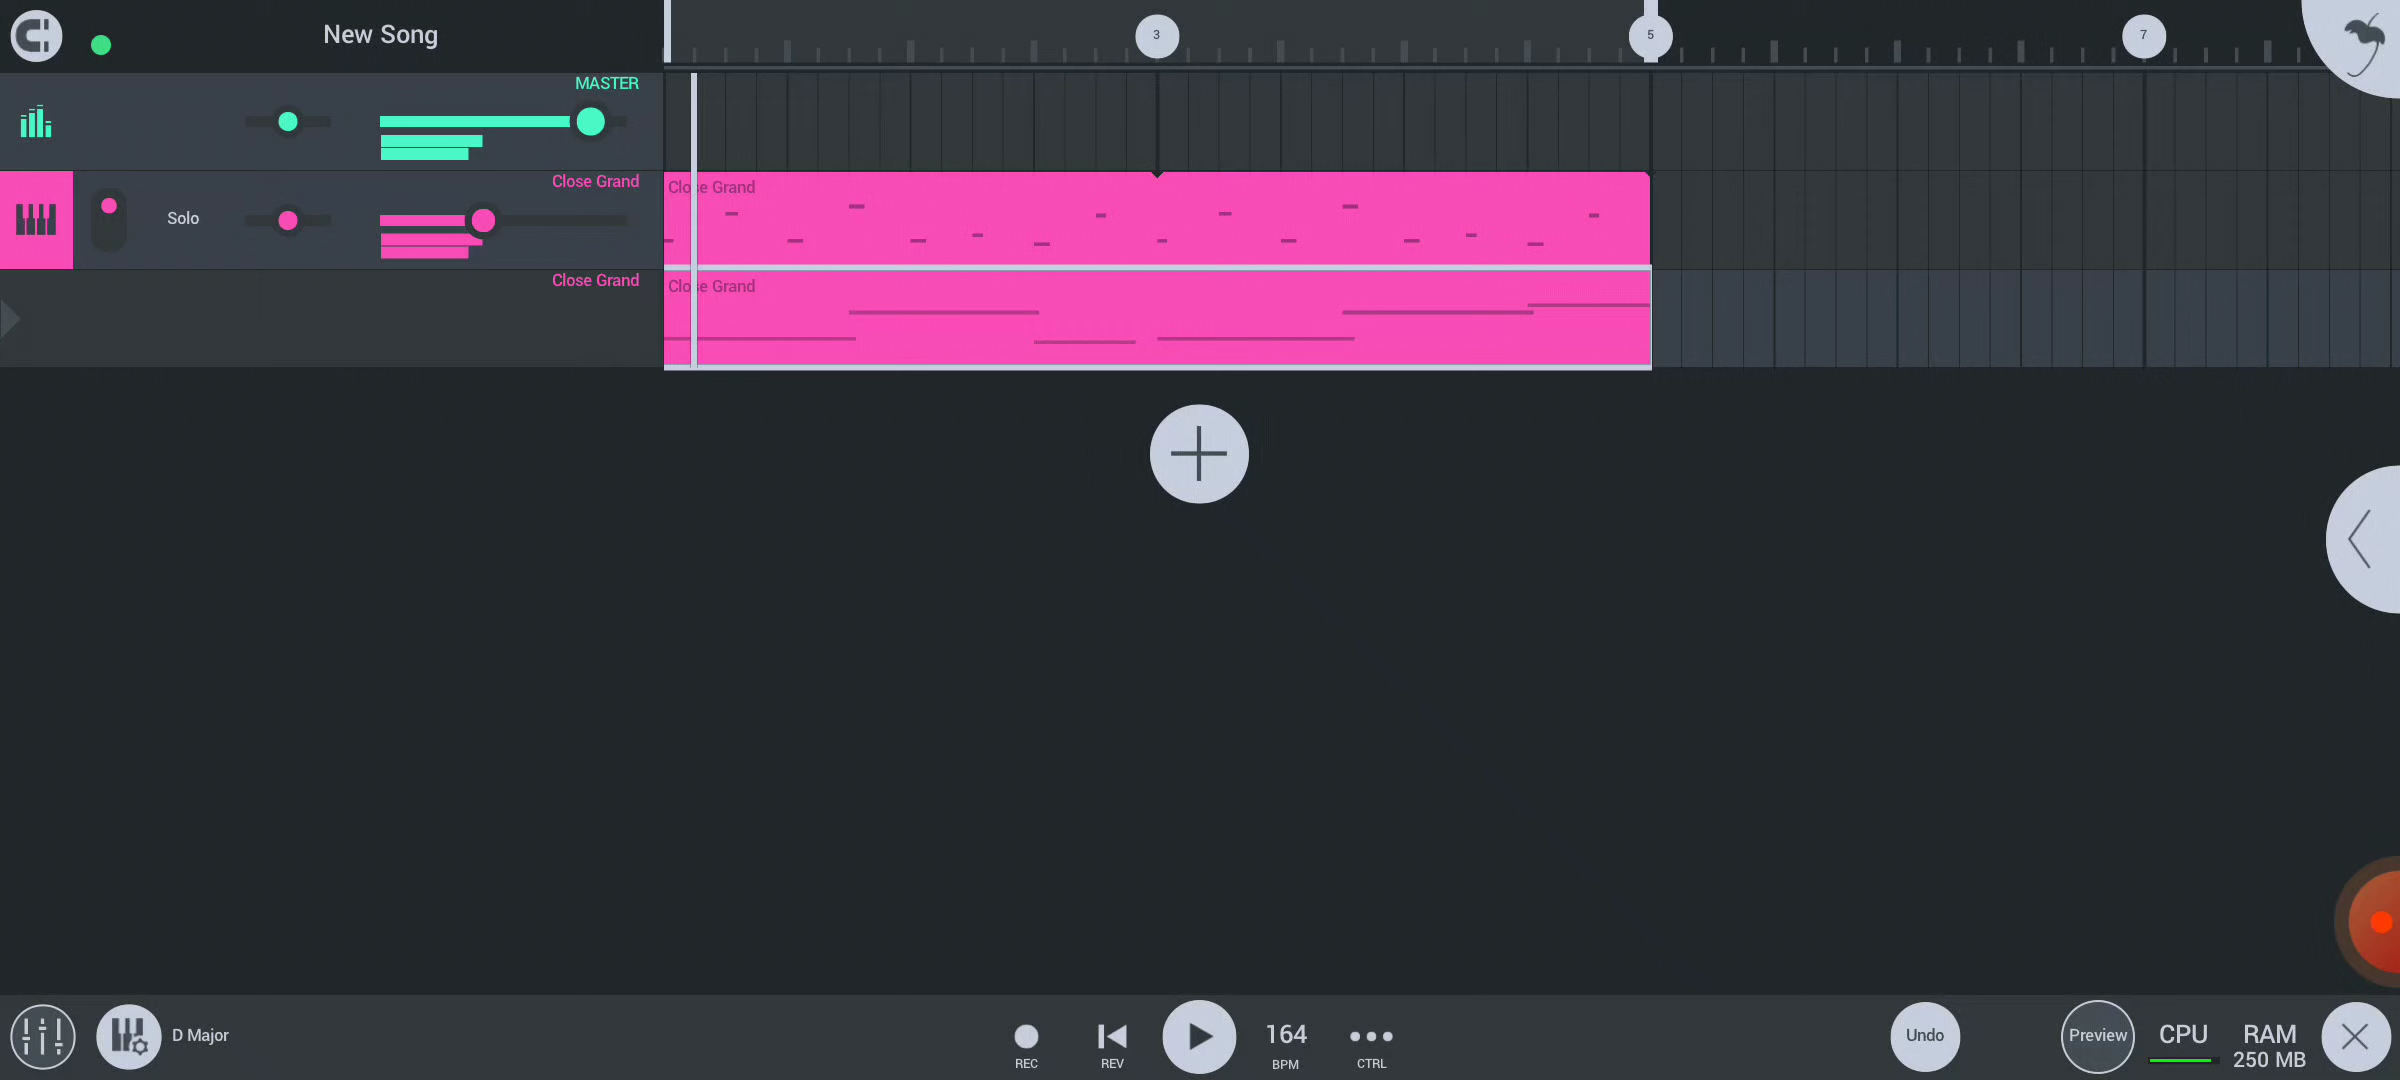 New Song
3
5
7
MASTER
Close Grand
Solo
Close Grand
Close Grand
Close Grand
D Major
REC
REV
164
BPM
CTRL
Undo
Preview
CPU
RAM
250 MB